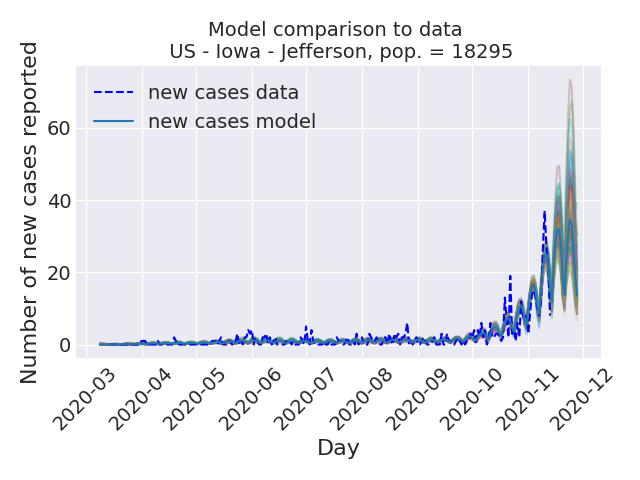 Model comparison to data
US - Iowa - Jefferson, pop. = 18295
new cases data
new cases model
Number of new cases reported
60
40
20
0
2020-03
2020-04
2020-05
2020-06
2020-07
2020-08
2020-09
2020-10
2020-11
2020-12
Day